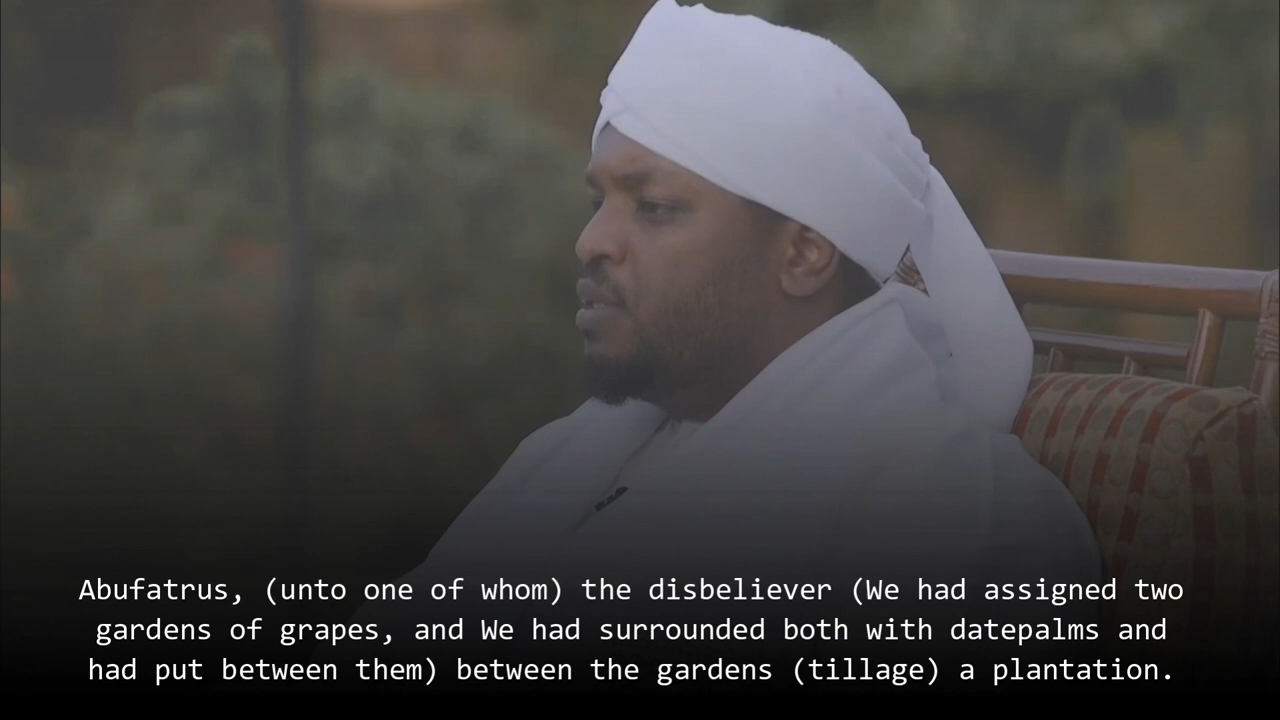 Abufatrus, (unto one of whom) the disbeliever (We had assigned two
gardens of grapes, and We had surrounded both with datepalms and
had put between them) between the gardens (tillage) a plantation.